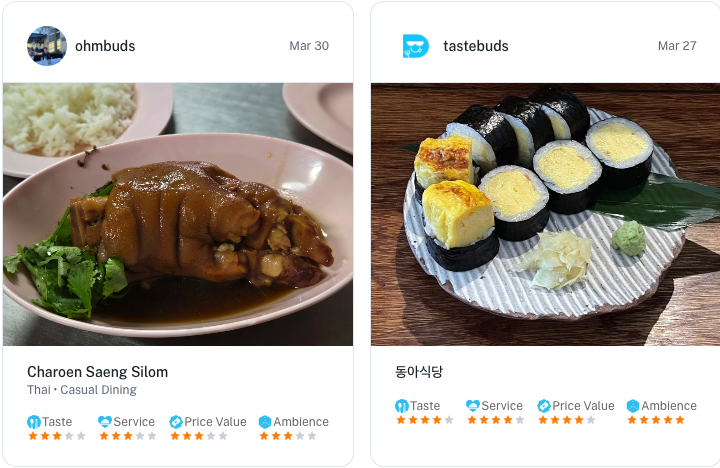 ohmbuds
Mar 30
Charoen Saeng Silom
Thai • Casual Dining
Taste
Service
Price Value
Ambience
tastebuds
Mar 27
동아식당
Taste
Service
Price Value
Ambience